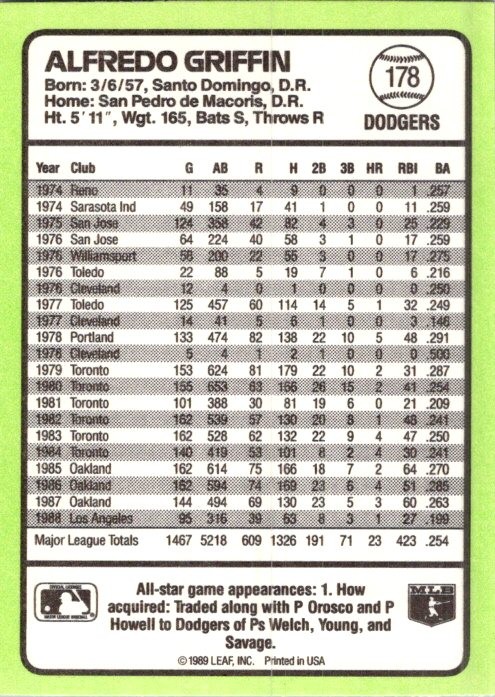 ALFREDO GRIFFIN
Born: 3/6/57, Santo Domingo, D.R.
Home: San Pedro de Macoris, D.R.
Ht. 5' 11", Wgt. 165, Bats S, Throws R
178
DODGERS
Year Club G AB R H 2B 3B HR RBI BA
1974 Reno 11 35 4 9 0 0 0 1 .257
1974 Sarasota Ind 49 158 17 41 1 0 0 11 .259
1975 San Jose 124 358 42 82 4 3 0 25 .229
1976 San Jose 64 224 40 58 3 1 0 17 .259
1976 Williamsport 58 200 22 55 3 0 0 17 .275
1976 Toledo 22 88 5 19 7 1 0 6 .216
1976 Cleveland 12 4 0 1 0 0 0 0 .250
1977 Toledo 125 457 60 114 14 5 1 32 .249
1977 Cleveland 14 41 5 6 1 0 0 3 .146
1978 Portland 133 474 82 138 22 10 5 48 .291
1978 Cleveland 5 4 1 2 1 0 0 0 .500
1979 Toronto 153 624 81 179 22 10 2 31 .287
1980 Toronto 155 653 63 166 26 15 2 41 .254
1981 Toronto 101 388 30 81 19 6 0 21 .209
1982 Toronto 162 539 57 130 20 8 1 48 .241
1983 Toronto 162 528 62 132 22 9 4 47 .250
1984 Toronto 140 419 53 101 8 2 4 30 .241
1985 Oakland 162 614 75 166 18 7 2 64 .270
1986 Oakland 162 594 74 169 23 6 4 51 .285
1987 Oakland 144 494 69 130 23 5 3 60 .263
1988 Los Angeles 95 316 39 63 8 3 1 27 .199
Major League Totals 1467 5218 609 1326 191 71 23 423 .254
All-star game appearances: 1. How
acquired: Traded along with P Orosco and P
Howell to Dodgers of Ps Welch, Young, and
Savage.
© 1989 LEAF, INC. Printed in USA
OFFICIAL LICENSEE
MAJOR LEAGUE BASEBALL
MLB